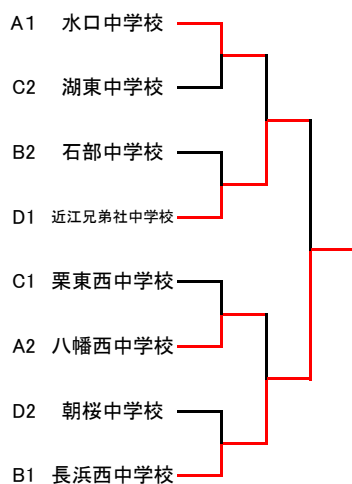 A1 水口中学校
C2 湖東中学校
B2 石部中学校
D1 近江兄弟社中学校
C1 栗東西中学校
A2 八幡西中学校
D2 朝桜中学校
B1 長浜西中学校